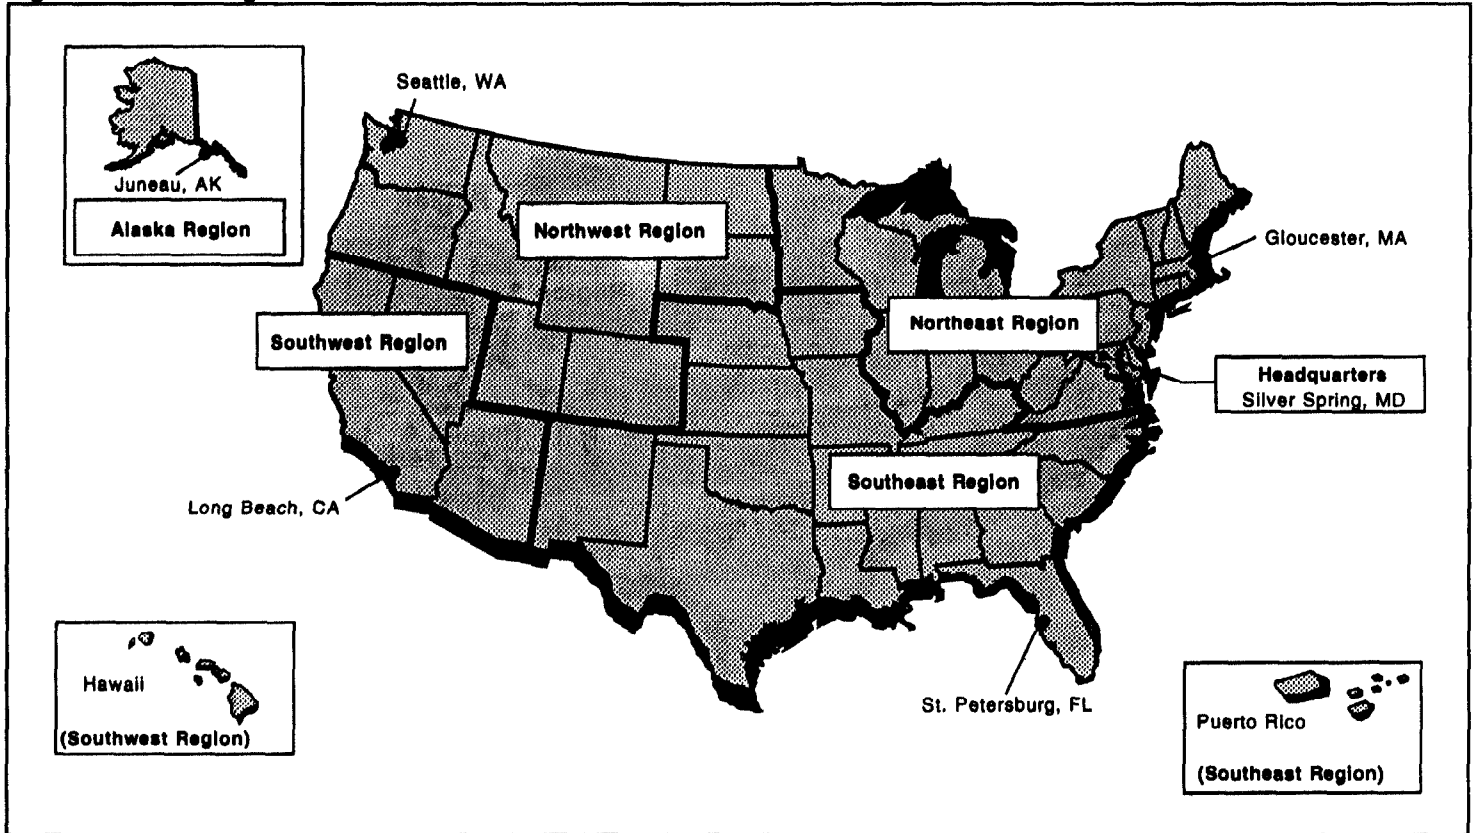 Seattle, WA
Juneau, AK
Alaska Region
Northwest Region
Gloucester, MA
Northeast Region
Southwest Region
Headquarters
Silver Spring, MD
Southeast Region
Long Beach, CA
Hawaii
(Southwest Region)
St. Petersburg, FL
Puerto Rico
(Southeast Region)